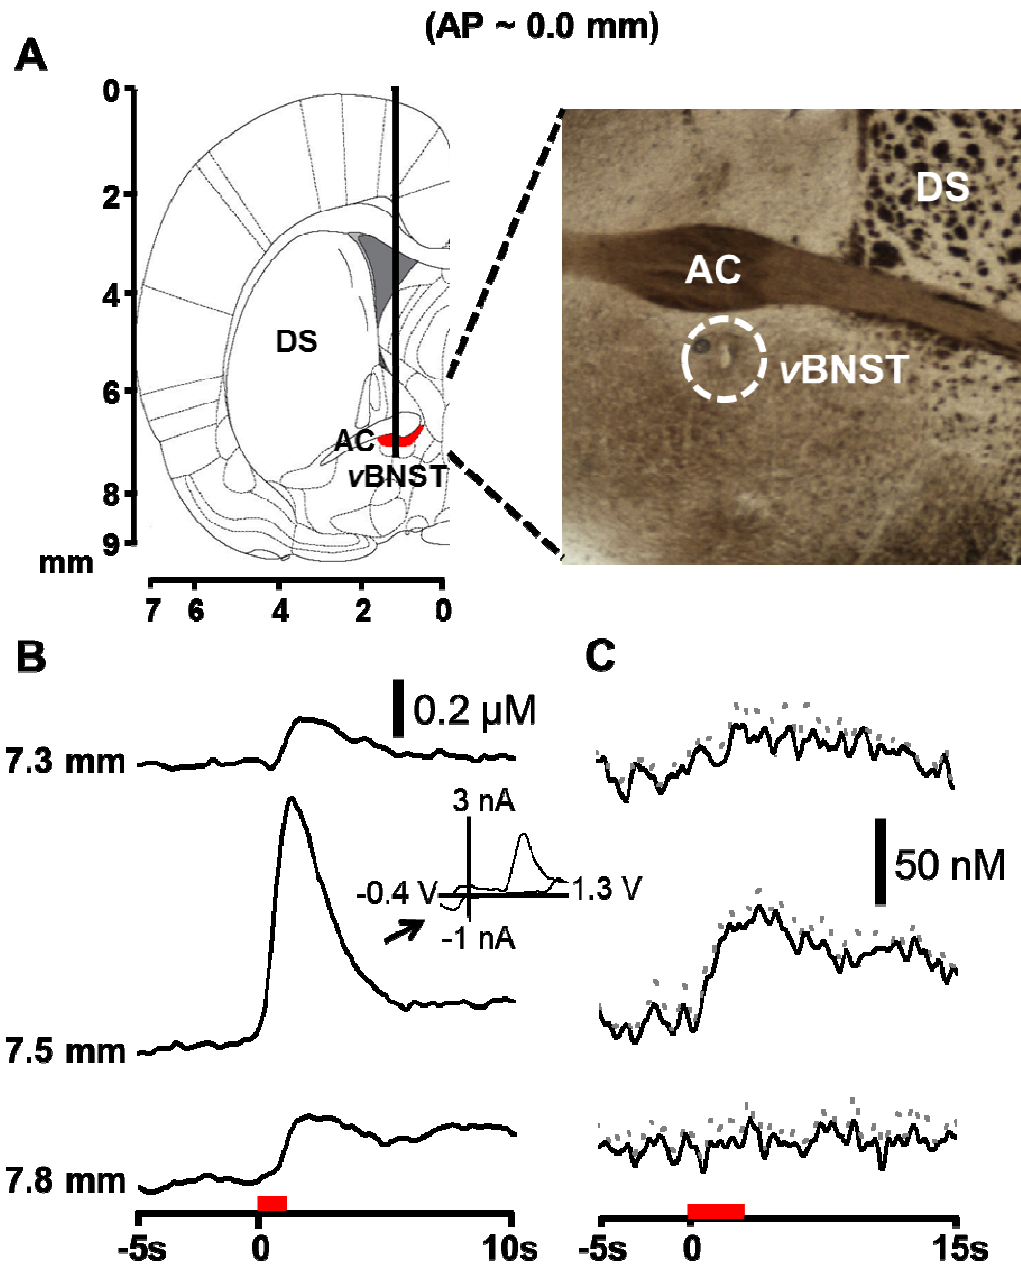 (AP ~ 0.0 mm)
A
0
2
4
6
8
9
mm
7 6 4 2 0
DS
AC
vBNST
DS
AC
vBNST
B
C
0.2 µM
7.3 mm
3 nA
-0.4 V
1.3 V
-1 nA
50 nM
7.5 mm
7.8 mm
-5s 0 10s
-5s 0 15s